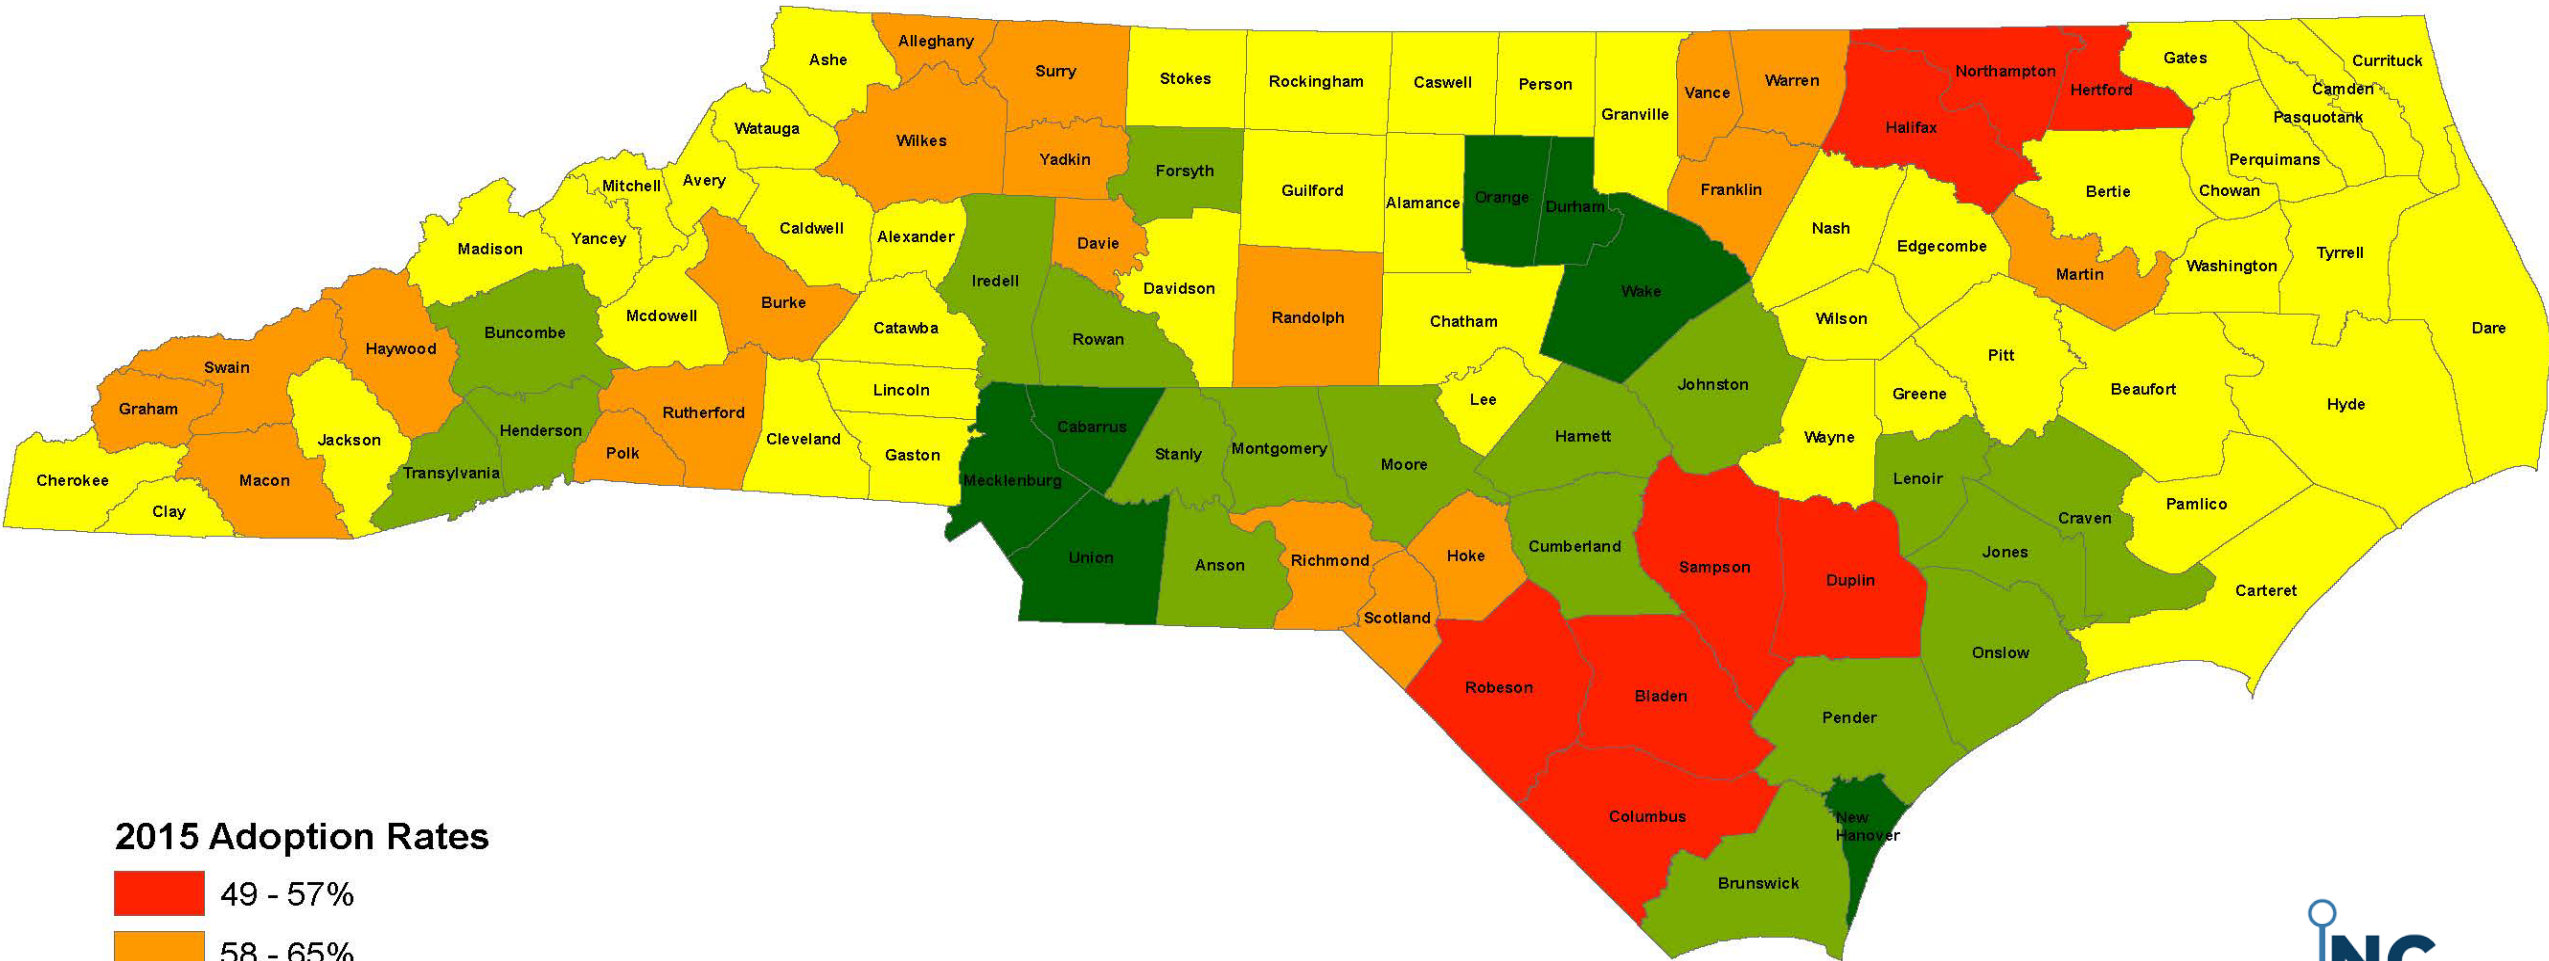 Ashe
Alleghany
Surry
Stokes
Rockingham
Caswell
Person
Granville
Vance
Warren
Northampton
Hertford
Gates
Currituck
Camden
Pasquotank
Halifax
Watauga
Wilkes
Yadkin
Forsyth
Guilford
Alamance
Orange
Durham
Franklin
Perquimans
Chowan
Bertie
Mitchell
Avery
Yancey
Madison
Caldwell
Alexander
Davie
Nash
Edgecombe
Martin
Washington
Tyrrell
Dare
Iredell
Davidson
Randolph
Chatham
Wake
Wilson
Pitt
Beaufort
Hyde
Burke
Mcdowell
Buncombe
Haywood
Swain
Catawba
Rowan
Graham
Jackson
Rutherford
Henderson
Lincoln
Cleveland
Gaston
Polk
Cabarrus
Stanly
Montgomery
Moore
Lee
Harnett
Johnston
Greene
Wayne
Lenoir
Cherokee
Clay
Macon
Transylvania
Mecklenburg
Union
Anson
Richmond
Hoke
Scotland
Cumberland
Sampson
Duplin
Jones
Craven
Pamlico
Carteret
Onslow
Robeson
Bladen
Pender
Columbus
New
Hanover
Brunswick
2015 Adoption Rates
49 - 57%
58 - 65%
NC